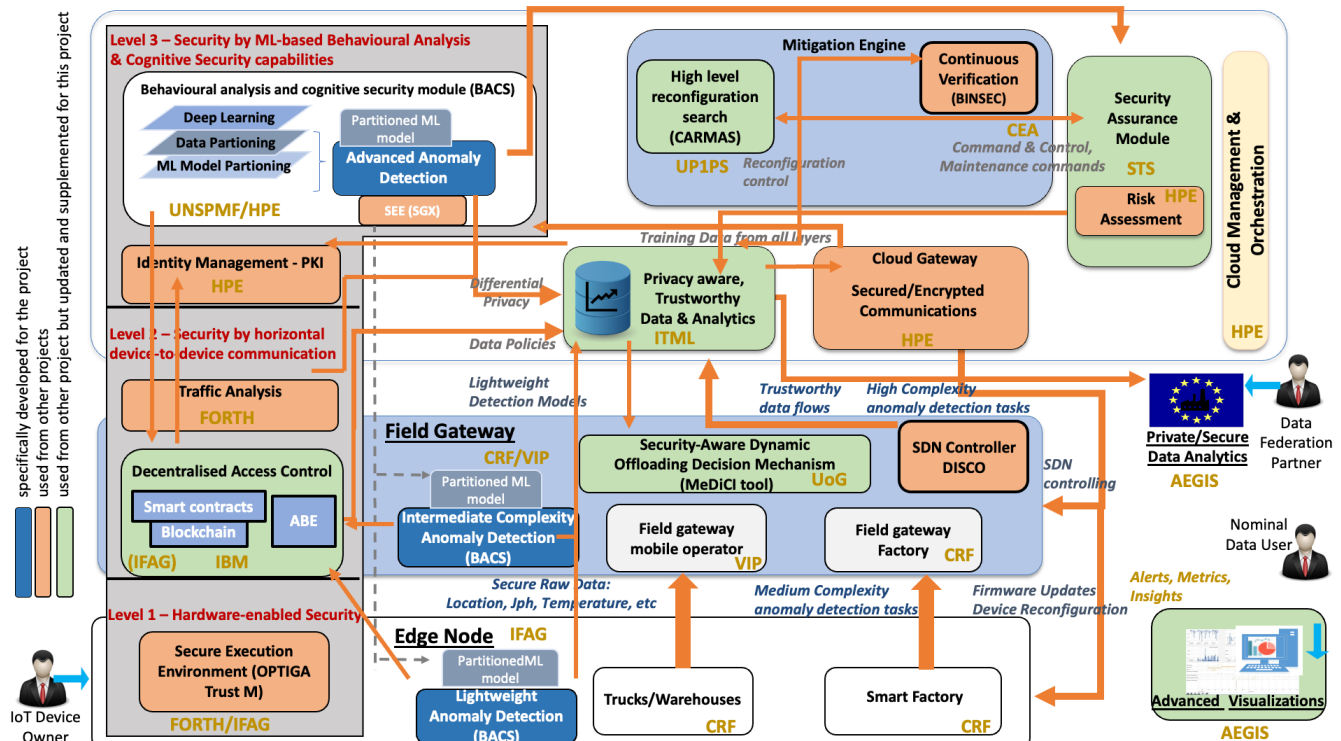 specifically developed for the project
used from other projects
used from other project but updated and supplemented for this project
Level 3 – Security by ML-based Behavioural Analysis
& Cognitive Security capabilities
Behavioural analysis and cognitive security module (BACS)
Deep Learning
Data Partioning
ML Model Partioning
Partitioned ML
model
Advanced Anomaly
Detection
SEE (SGX)
UNSPMF/HPE
Identity Management - PKI
HPE
Level 2 – Security by horizontal
device-to-device communication
Traffic Analysis
FORTH
Decentralised Access Control
Smart contracts
Blockchain
ABE
(IFAG)
IBM
Level 1 – Hardware-enabled Security
Secure Execution
Environment (OPTIGA
Trust M)
FORTH/IFAG
IoT Device
Owner
Mitigation Engine
High level
reconfiguration
search
(CARMAS)
UP1PS
Reconfiguration
control
Continuous
Verification
(BINSEC)
CEA
Command & Control,
Maintenance commands
Security
Assurance
Module
STS
HPE
Risk
Assessment
Cloud Management &
Orchestration
HPE
Training Data from all layers
Differential
Privacy
Privacy aware,
Trustworthy
Data & Analytics
ITML
Cloud Gateway
Secured/Encrypted
Communications
HPE
Data Policies
Lightweight
Detection Models
Trustworthy
data flows
High Complexity
anomaly detection tasks
Field Gateway
CRF/VIP
Partitioned ML
model
Intermediate Complexity
Anomaly Detection
(BACS)
Security-Aware Dynamic
Offloading Decision Mechanism
(MeDiCI tool)
UoG
SDN Controller
DISCO
SDN
controlling
Field gateway
mobile operator
VIP
Field gateway
Factory
CRF
Secure Raw Data:
Location, Jph, Temperature, etc
Medium Complexity
anomaly detection tasks
Firmware Updates
Device Reconfiguration
Edge Node
IFAG
PartitionedML
model
Lightweight
Anomaly Detection
(BACS)
Trucks/Warehouses
CRF
Smart Factory
CRF
Private/Secure
Data Analytics
AEGIS
Data
Federation
Partner
Nominal
Data User
Alerts, Metrics,
Insights
Advanced Visualizations
AEGIS